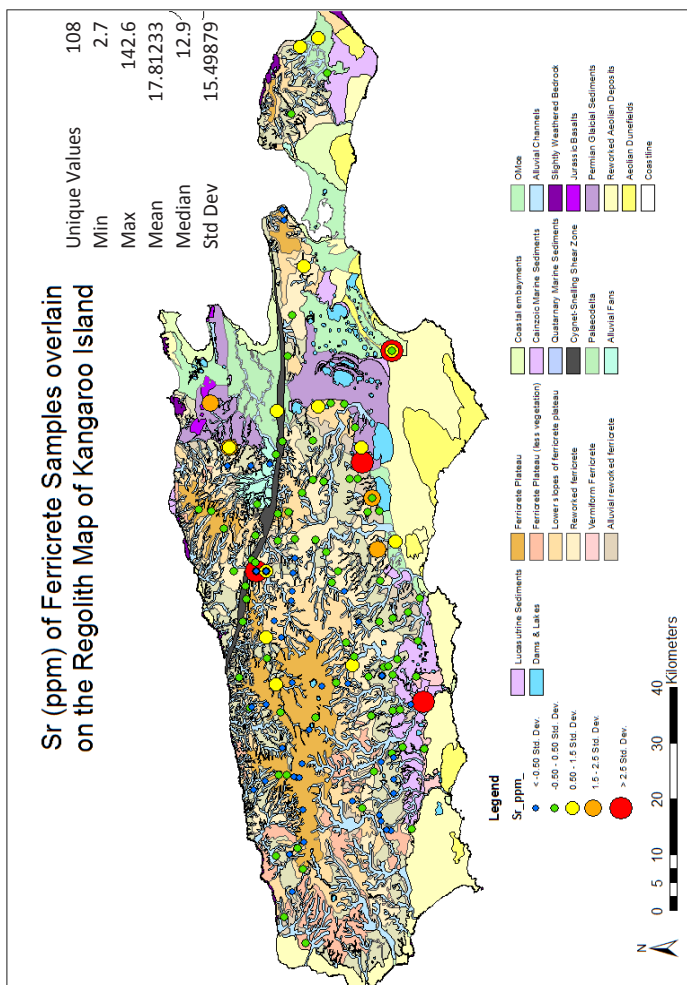 Sr (ppm) of Ferricrete Samples overlain
on the Regolith Map of Kangaroo Island
Unique Values 108
Min 2.7
Max 142.6
Mean 17.81233
Median 12.9
Std Dev 15.49879
Legend
Sr_ppm_
< -0.50 Std. Dev.
-0.50 - 0.50 Std. Dev.
0.50 - 1.5 Std. Dev.
1.5 - 2.5 Std. Dev.
> 2.5 Std. Dev.
Lucasutrine Sediments
Dams & Lakes
Ferricrete Plateau
Ferricrete Plateau (less vegetation)
Lower slopes of ferricrete plateau
Reworked ferricrete
Vermiform Ferricrete
Alluvial reworked ferricrete
Coastal embayments
Cainzoic Marine Sediments
Quatarnary Marine Sediments
Cygnet-Snelling Shear Zone
Palaeodelta
Alluvial Fans
OMce
Alluvial Channels
Slightly Weathered Bedrock
Jurassic Basalts
Permian Glacial Sediments
Reworked Aeolian Deposits
Aeolian Dunefields
Coastline
N
0 5 10 20 30 40
Kilometers